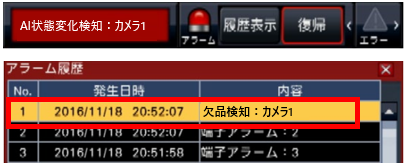 AI状態変化検知：カメラ1
アラーム
履歴表示
復帰
エラー
アラーム履歴
No. 発生日時 内容
1 2016/11/18 20:52:07 欠品検知：カメラ1
2 2016/11/18 20:52:07 端子アラーム：2
3 2016/11/18 20:51:58 端子アラーム：3